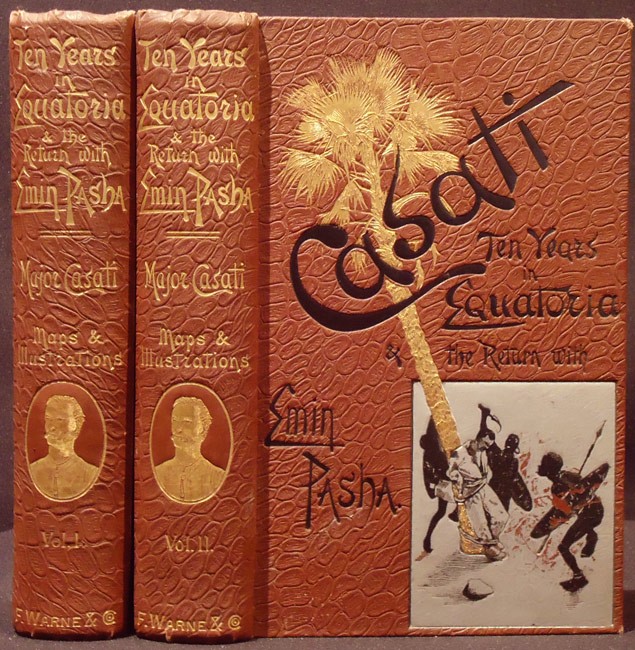 Ten Years
in
Equatoria
& the
Return with
Emin Pasha
Major Casati
Maps &
Illustrations
Vol. I.
F. WARNE & Co
Ten Years
in
Equatoria
& the
Return with
Emin Pasha
Major Casati
Maps &
Illustrations
Vol. II.
F. WARNE & Co
Casati
Ten Years
in
Equatoria
& the Return with
Emin
Pasha.